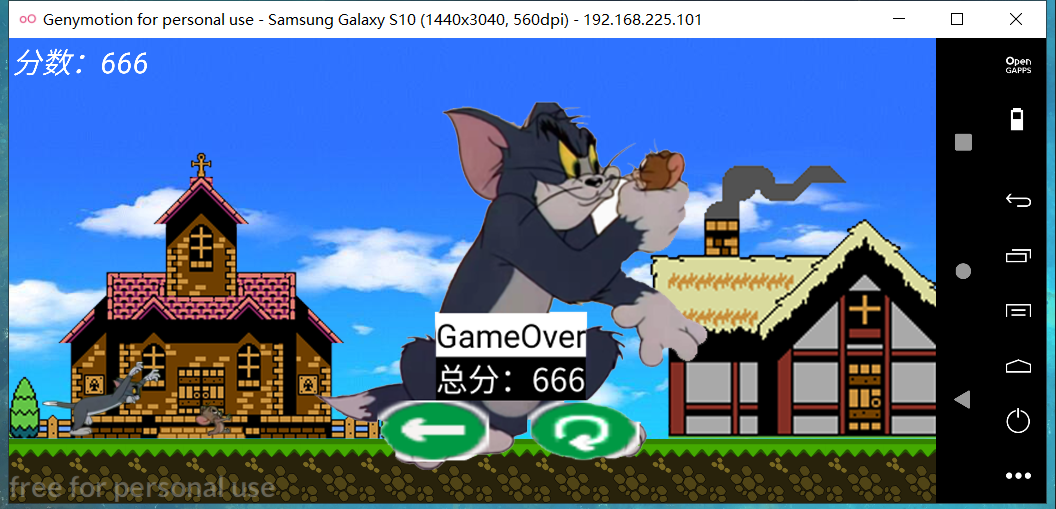 Genymotion for personal use - Samsung Galaxy S10 (1440x3040, 560dpi) - 192.168.225.101
分数：666
Open
GAPPS
GameOver
总分：666
free for personal use